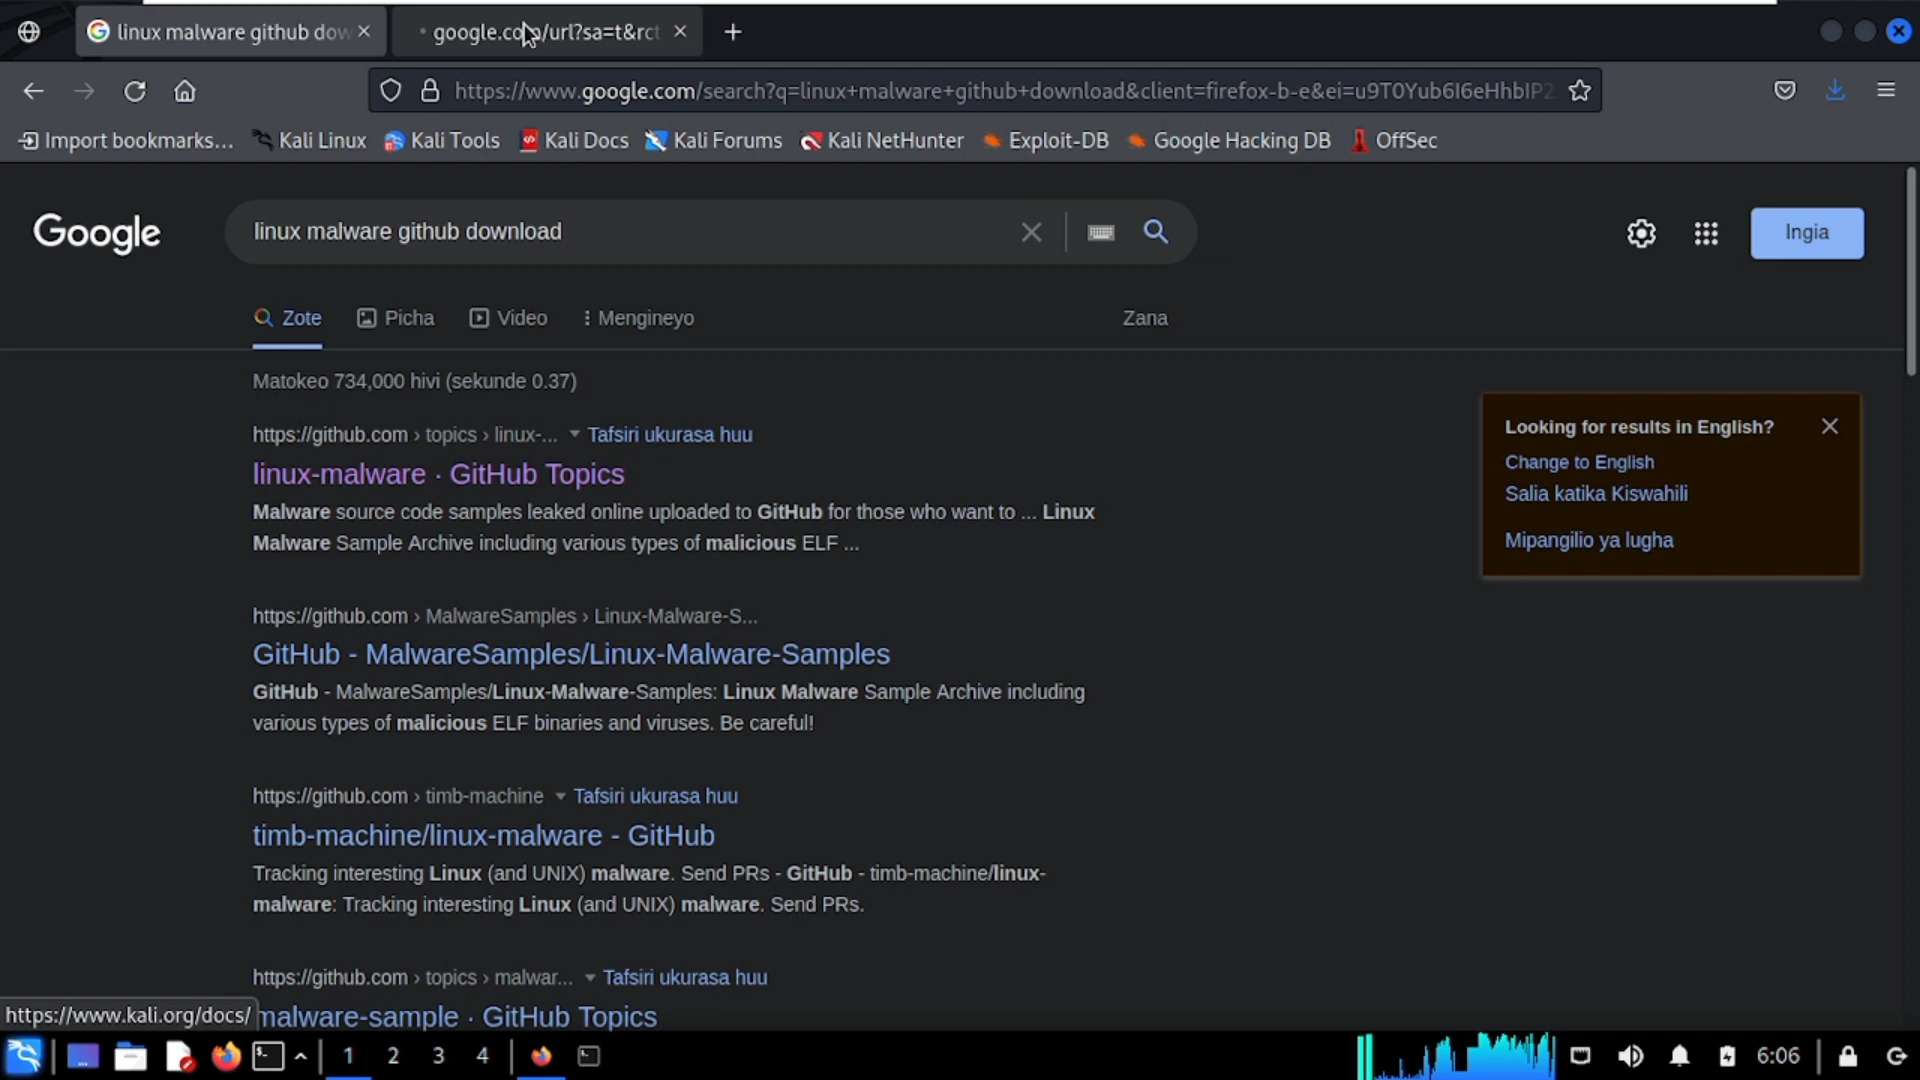 linux malware github dow
google.com/url?sa=t&rct
https://www.google.com/search?q=linux+malware+github+download&client=firefox-b-e&ei=u9T0Yub6I6eHhbIP2
Import bookmarks... Kali Linux Kali Tools Kali Docs Kali Forums Kali NetHunter Exploit-DB Google Hacking DB OffSec
Google
linux malware github download
Ingia
Zote Picha Video Mengineyo Zana
Matokeo 734,000 hivi (sekunde 0.37)
https://github.com › topics › linux-... Tafsiri ukurasa huu
linux-malware · GitHub Topics
Malware source code samples leaked online uploaded to GitHub for those who want to ... Linux
Malware Sample Archive including various types of malicious ELF ...
https://github.com › MalwareSamples › Linux-Malware-S...
GitHub - MalwareSamples/Linux-Malware-Samples
GitHub - MalwareSamples/Linux-Malware-Samples: Linux Malware Sample Archive including
various types of malicious ELF binaries and viruses. Be careful!
https://github.com › timb-machine Tafsiri ukurasa huu
timb-machine/linux-malware - GitHub
Tracking interesting Linux (and UNIX) malware. Send PRs - GitHub - timb-machine/linux-
malware: Tracking interesting Linux (and UNIX) malware. Send PRs.
https://github.com › topics › malwar... Tafsiri ukurasa huu
malware-sample · GitHub Topics
Looking for results in English?
Change to English
Salia katika Kiswahili
Mipangilio ya lugha
https://www.kali.org/docs/
1 2 3 4
6:06